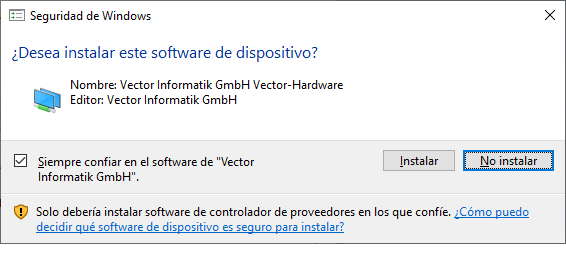 Seguridad de Windows
¿Desea instalar este software de dispositivo?
Nombre: Vector Informatik GmbH Vector-Hardware
Editor: Vector Informatik GmbH
Siempre confiar en el software de "Vector
Informatik GmbH".
Instalar
No instalar
Solo debería instalar software de controlador de proveedores en los que confíe. ¿Cómo puedo
decidir qué software de dispositivo es seguro para instalar?